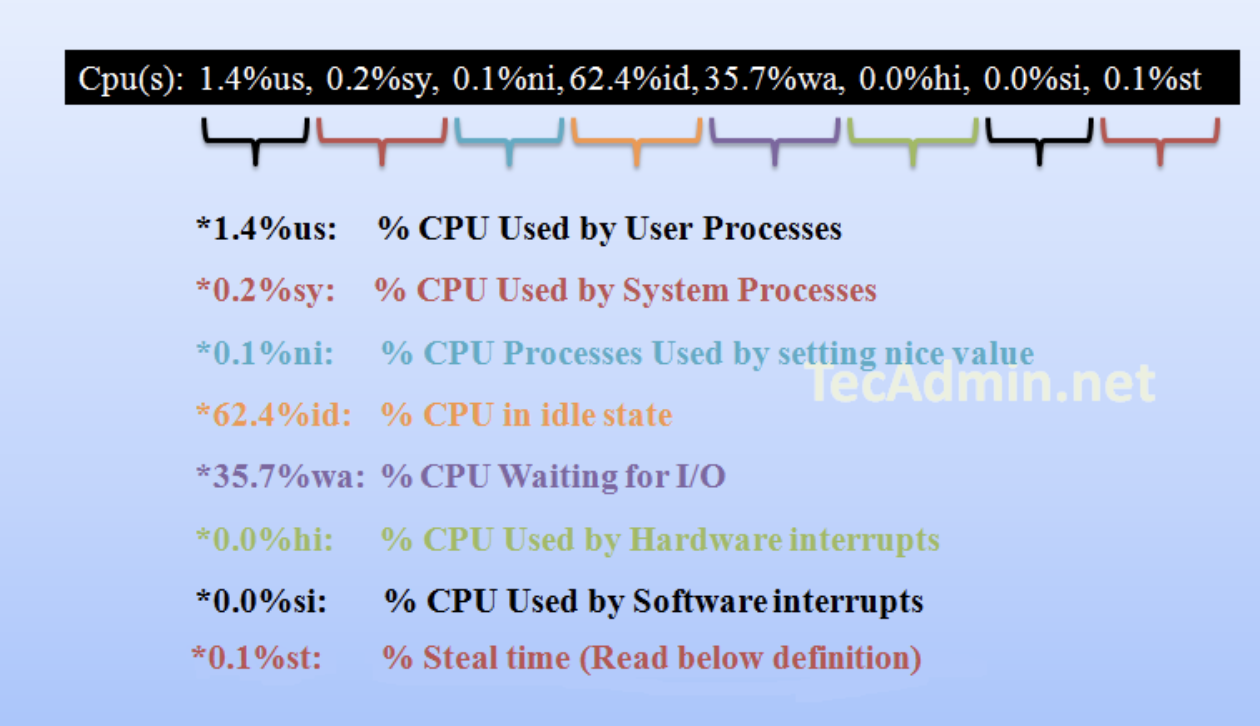 Cpu(s): 1.4%us, 0.2%sy, 0.1%ni, 62.4%id, 35.7%wa, 0.0%hi, 0.0%si, 0.1%st
*1.4%us: % CPU Used by User Processes
*0.2%sy: % CPU Used by System Processes
*0.1%ni: % CPU Processes Used by setting nice value
TecAdmin.net
*62.4%id: % CPU in idle state
*35.7%wa: % CPU Waiting for I/O
*0.0%hi: % CPU Used by Hardware interrupts
*0.0%si: % CPU Used by Software interrupts
*0.1%st: % Steal time (Read below definition)